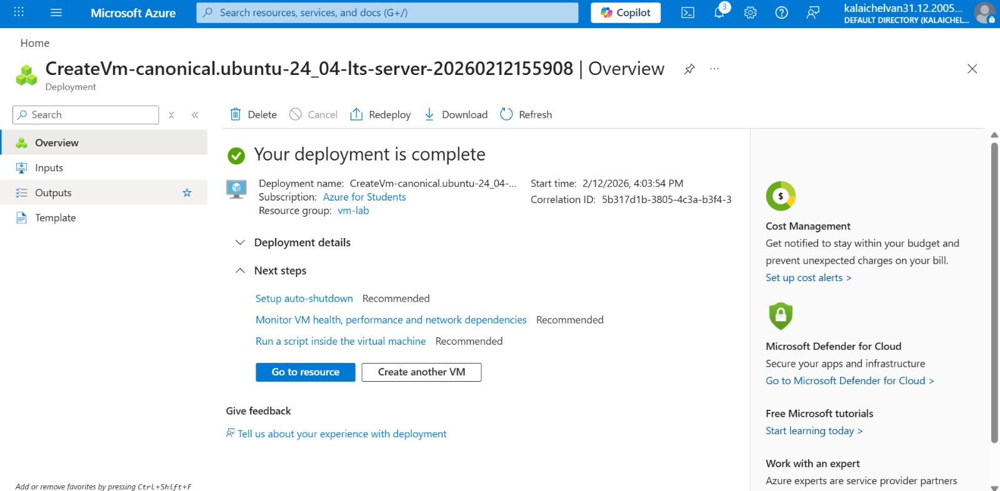 Microsoft Azure
Search resources, services, and docs (G+/)
Copilot
3
kalaichelvan31.12.2005...
DEFAULT DIRECTORY (KALAICHEL...
Home
CreateVm-canonical.ubuntu-24_04-lts-server-20260212155908 | Overview
...
Deployment
Search
Delete
Cancel
Redeploy
Download
Refresh
Overview
Inputs
Outputs
Template
Your deployment is complete
Deployment name: CreateVm-canonical.ubuntu-24_04-...
Subscription: Azure for Students
Resource group: vm-lab
Start time: 2/12/2026, 4:03:54 PM
Correlation ID: 5b317d1b-3805-4c3a-b3f4-3
Deployment details
Next steps
Setup auto-shutdown Recommended
Monitor VM health, performance and network dependencies Recommended
Run a script inside the virtual machine Recommended
Go to resource
Create another VM
Give feedback
Tell us about your experience with deployment
$
Cost Management
Get notified to stay within your budget and
prevent unexpected charges on your bill.
Set up cost alerts >
Microsoft Defender for Cloud
Secure your apps and infrastructure
Go to Microsoft Defender for Cloud >
Free Microsoft tutorials
Start learning today >
Work with an expert
Azure experts are service provider partners
Add or remove favorites by pressing Ctrl+Shift+F